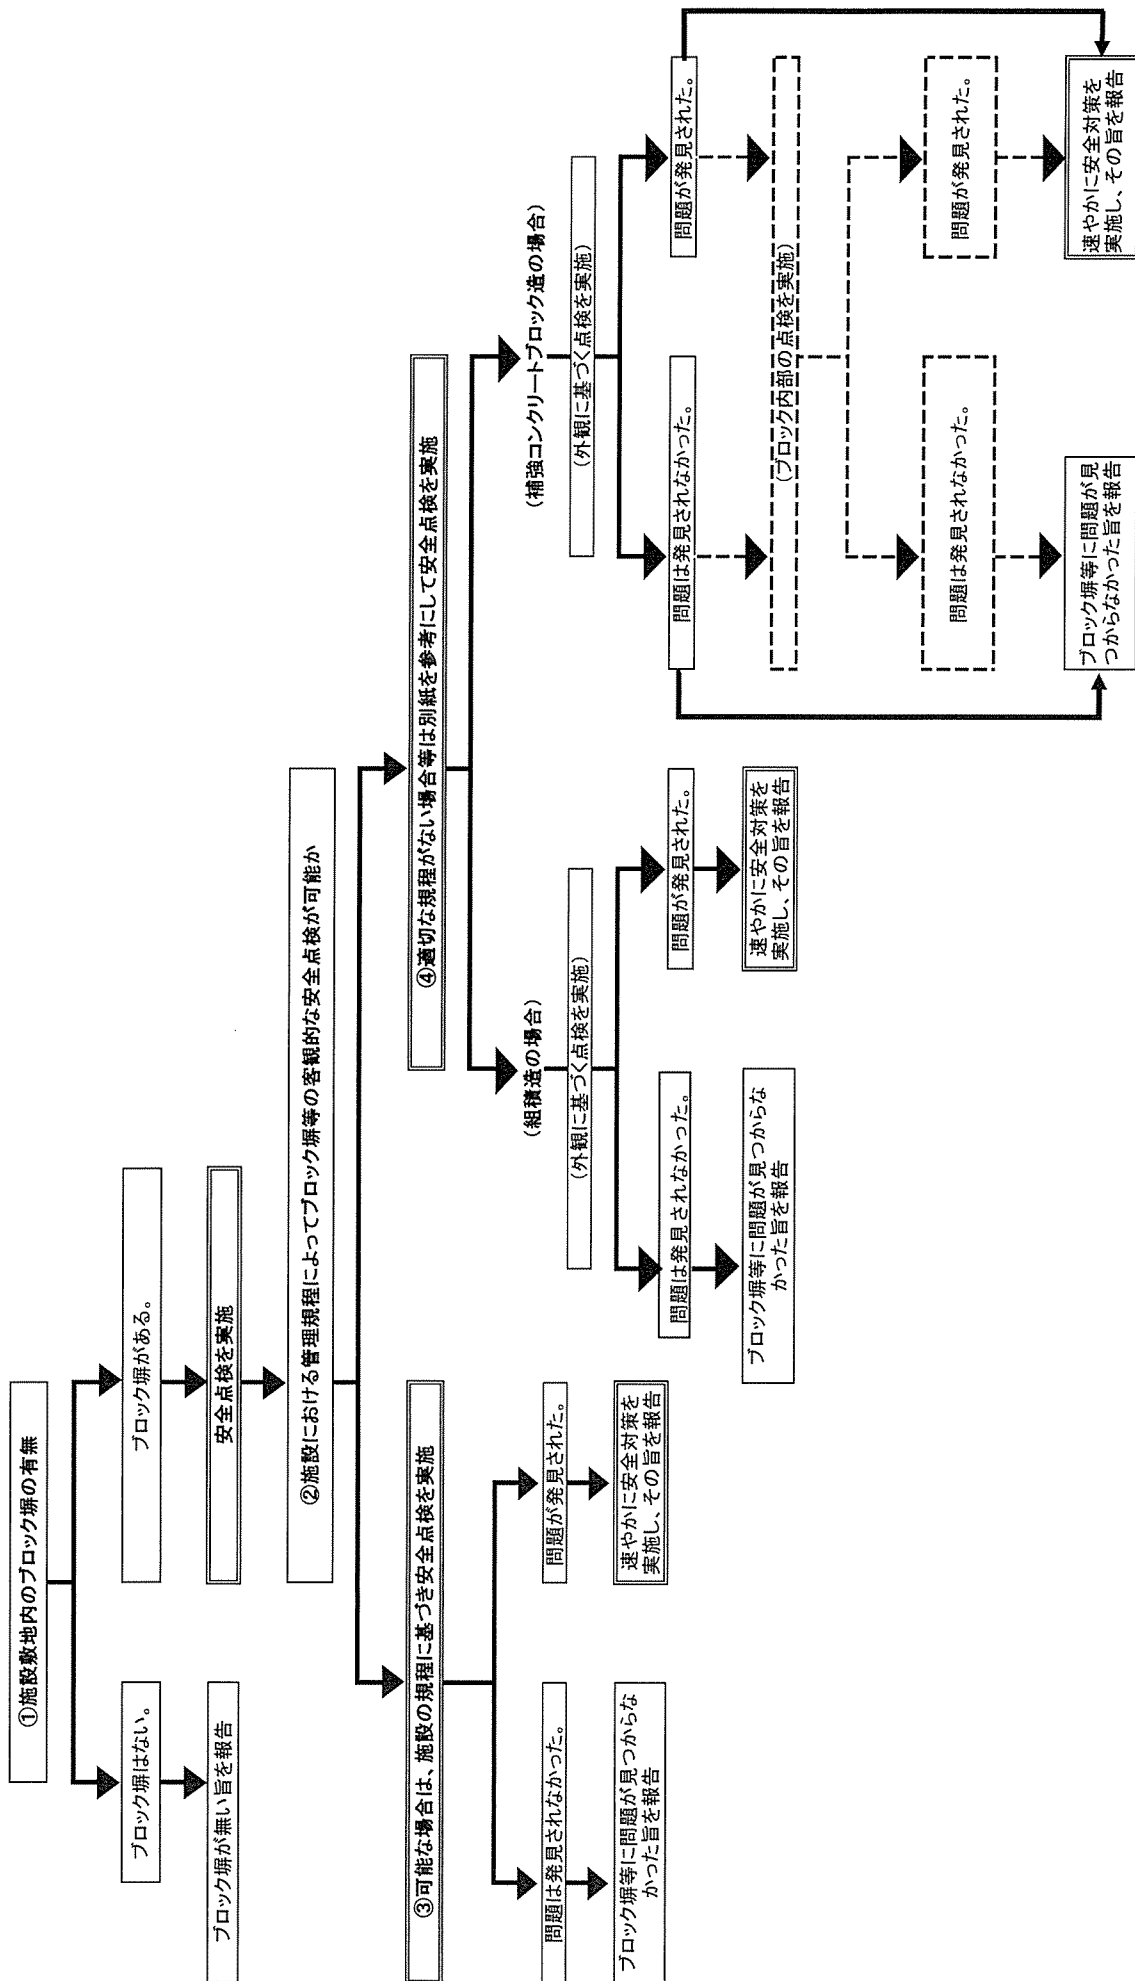 ①施設敷地内のブロック塀の有無
ブロック塀はない。
ブロック塀がある。
ブロック塀が無い旨を報告
安全点検を実施
②施設における管理規程によってブロック塀等の客観的な安全点検が可能か
③可能な場合は、施設の規程に基づき安全点検を実施
問題は発見されなかった。
問題が発見された。
ブロック塀等に問題が見つからな
かった旨を報告
速やかに安全対策を
実施し、その旨を報告
④適切な規程がない場合等は別紙を参考にして安全点検を実施
(組積造の場合)
(外観に基づく点検を実施)
問題は発見されなかった。
問題が発見された。
ブロック塀等に問題が見つからな
かった旨を報告
速やかに安全対策を
実施し、その旨を報告
(補強コンクリートブロック造の場合)
(外観に基づく点検を実施)
問題は発見されなかった。
問題が発見された。
(ブロック内部の点検を実施)
問題は発見されなかった。
問題が発見された。
ブロック塀等に問題が見
つからなかった旨を報告
速やかに安全対策を
実施し、その旨を報告